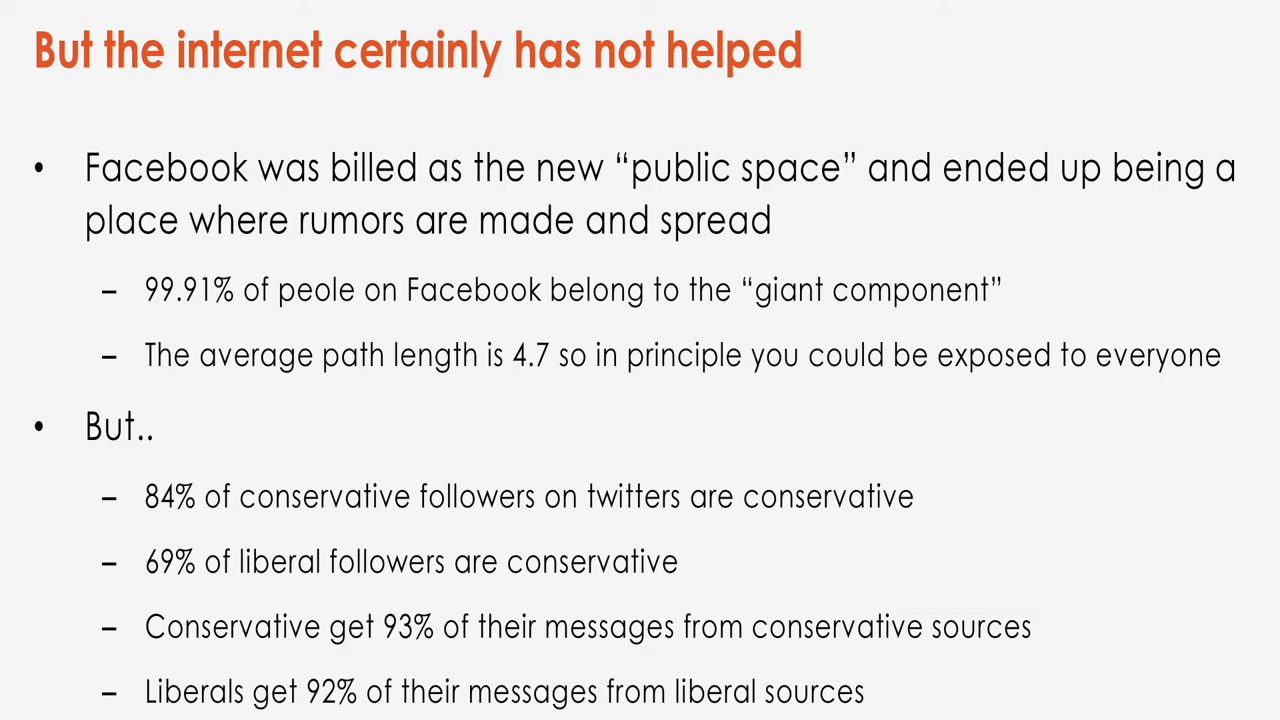 But the internet certainly has not helped
• Facebook was billed as the new “public space” and ended up being a
place where rumors are made and spread
– 99.91% of peole on Facebook belong to the “giant component”
– The average path length is 4.7 so in principle you could be exposed to everyone
• But..
– 84% of conservative followers on twitters are conservative
– 69% of liberal followers are conservative
– Conservative get 93% of their messages from conservative sources
– Liberals get 92% of their messages from liberal sources